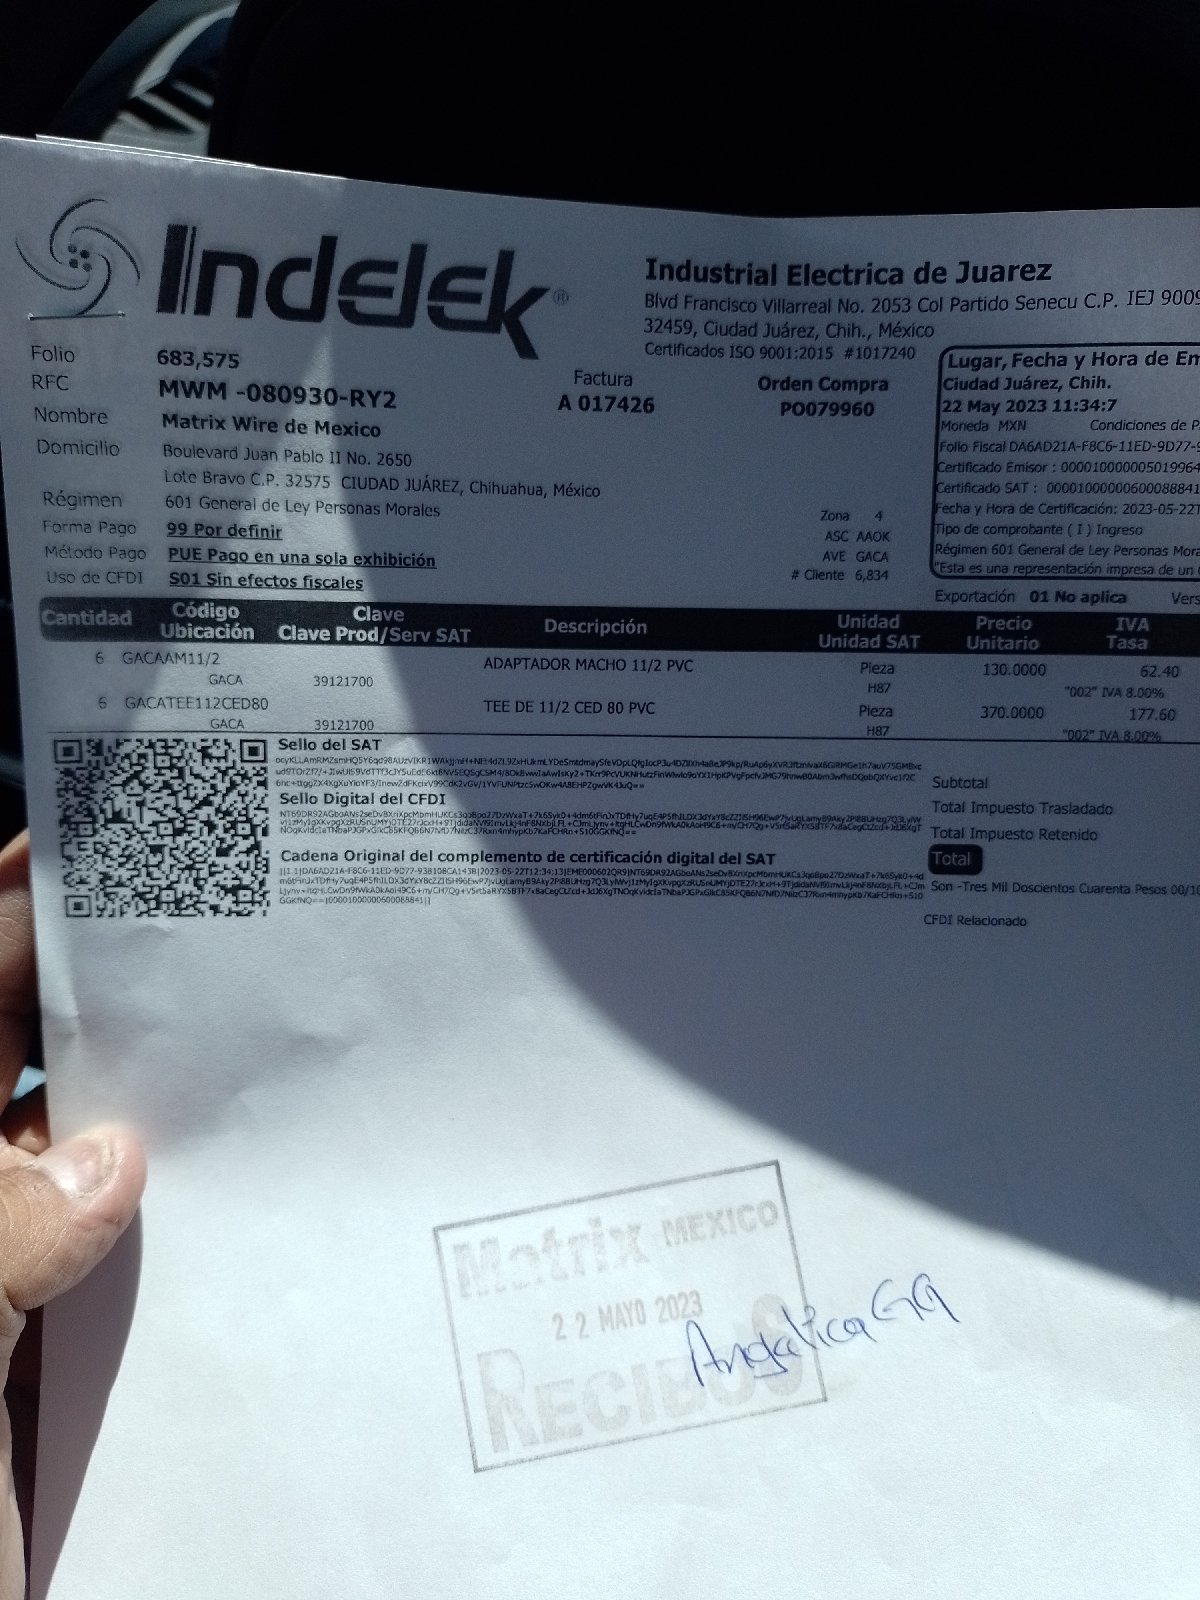 Indelek®
Industrial Electrica de Juarez
Blvd Francisco Villarreal No. 2053 Col Partido Senecu C.P. IEJ 9009
32459, Ciudad Juárez, Chih., México
Certificados ISO 9001:2015 #1017240
Folio 683,575
RFC MWM -080930-RY2
Nombre Matrix Wire de Mexico
Domicilio Boulevard Juan Pablo II No. 2650
Lote Bravo C.P. 32575 CIUDAD JUÁREZ, Chihuahua, México
Régimen 601 General de Ley Personas Morales
Forma Pago 99 Por definir
Método Pago PUE Pago en una sola exhibición
Uso de CFDI S01 Sin efectos fiscales
Factura
A 017426
Orden Compra
PO079960
Zona 4
ASC AAOK
AVE GACA
# Cliente 6,834
Lugar, Fecha y Hora de Em
Ciudad Juárez, Chih.
22 May 2023 11:34:7
Moneda MXN Condiciones de P
Folio Fiscal DA6AD21A-F8C6-11ED-9D77-9
Certificado Emisor : 000010000005019964
Certificado SAT : 00001000000600088841
Fecha y Hora de Certificación: 2023-05-22T
Tipo de comprobante ( I ) Ingreso
Régimen 601 General de Ley Personas Mora
"Esta es una representación impresa de un
Exportación 01 No aplica Vers
Cantidad Código Ubicación Clave Clave Prod/Serv SAT Descripción Unidad Unidad SAT Precio Unitario IVA Tasa
6 GACAAM11/2 ADAPTADOR MACHO 11/2 PVC Pieza 130.0000 62.40
GACA 39121700 H87 "002" IVA 8.00%
6 GACATEE112CED80 TEE DE 11/2 CED 80 PVC Pieza 370.0000 177.60
GACA 39121700 H87 "002" IVA 8.00%
Sello del SAT
Sello Digital del CFDI
Cadena Original del complemento de certificación digital del SAT
Subtotal
Total Impuesto Trasladado
Total Impuesto Retenido
Total
Son -Tres Mil Doscientos Cuarenta Pesos 00/10
CFDI Relacionado
Matrix MEXICO
22 MAYO 2023
RECIBOS
Angelica GG